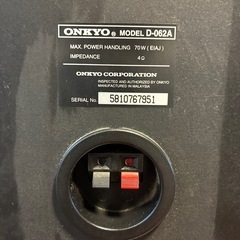 ONKYO® MODEL D-062A
MAX. POWER HANDLING 70W (EIAJ)
IMPEDANCE 4Ω
ONKYO CORPORATION
INSPECTED AND AUTHORIZED BY ONKYO
MANUFACTURED IN MALAYSIA
SERIAL No. 5810767951